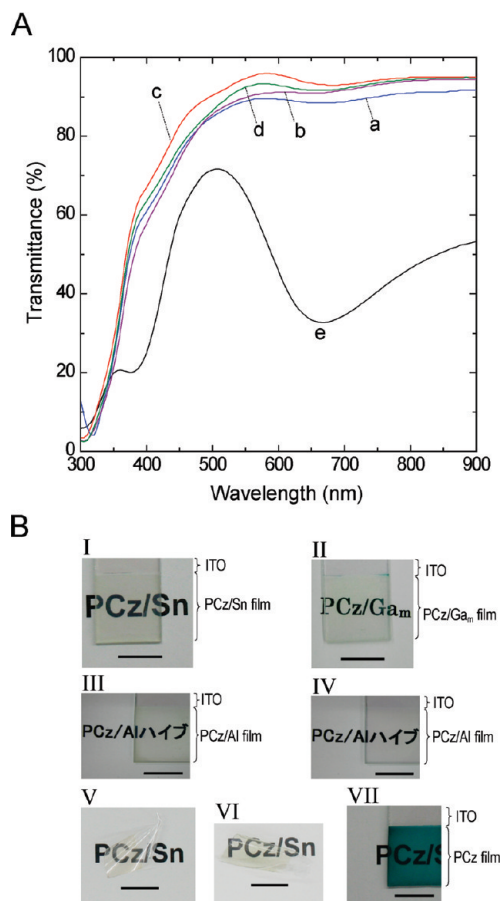 A
Transmittance (%)
100
80
60
40
20
0
c
d
b
a
e
300 400 500 600 700 800 900
Wavelength (nm)
B
I
PCz/Sn
ITO
PCz/Sn film
II
PCz/Gam
ITO
PCz/Gam film
III
PCz/Alハイブ
ITO
PCz/Al film
IV
PCz/Alハイブ
ITO
PCz/Al film
V
PCz/Sn
VI
PCz/Sn
VII
PCz/S
ITO
PCz film